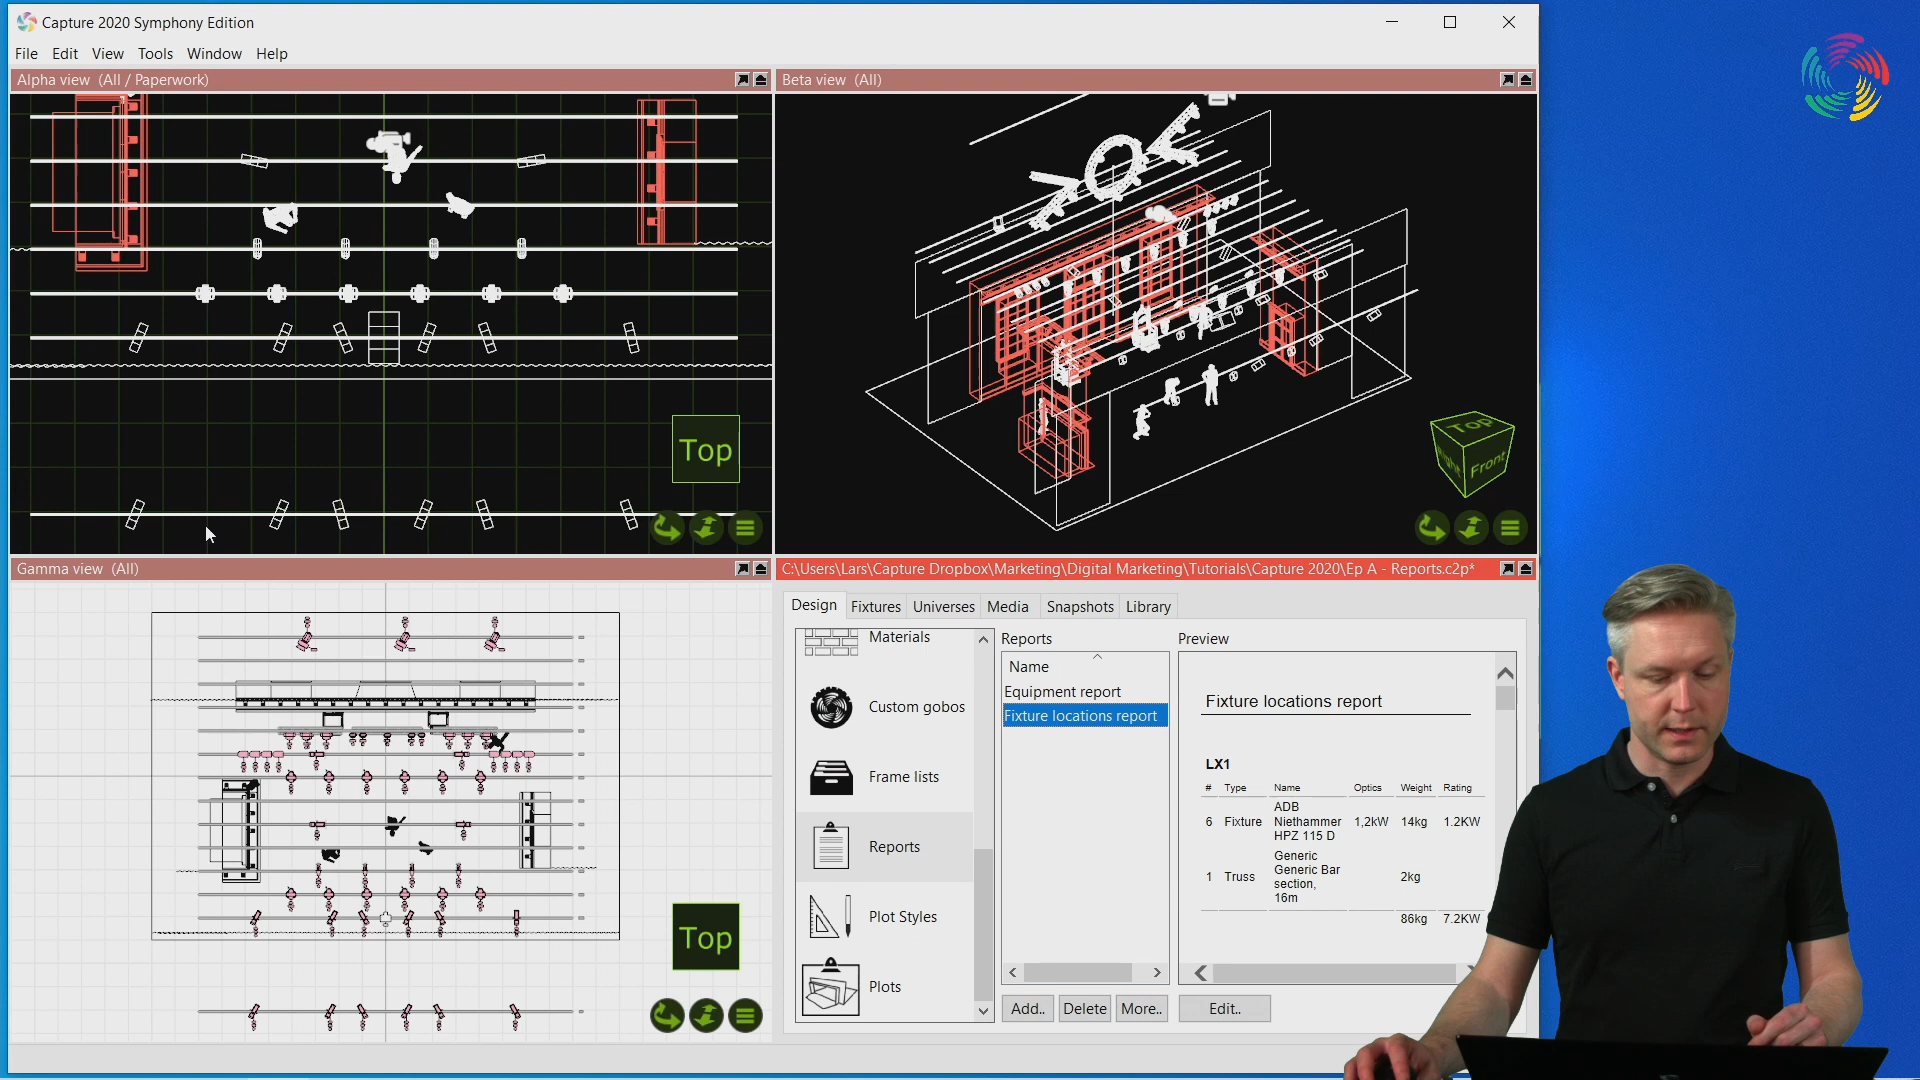 Capture 2020 Symphony Edition
File Edit View Tools Window Help
Alpha view (All / Paperwork)
Beta view (All)
Top
Top
Front
Gamma view (All)
C:\Users\Lars\Capture Dropbox\Marketing\Digital Marketing\Tutorials\Capture 2020\Ep A - Reports.c2p*
Top
Design Fixtures Universes Media Snapshots Library
Materials
Custom gobos
Frame lists
Reports
Plot Styles
Plots
Reports
Name
Equipment report
Fixture locations report
Add.. Delete More..
Preview
Fixture locations report
LX1
# Type Name Optics Weight Rating
ADB
6 Fixture Niethammer 1,2kW 14kg 1.2KW
HPZ 115 D
Generic
Generic Bar
1 Truss section, 2kg
16m
86kg 7.2KW
Edit..